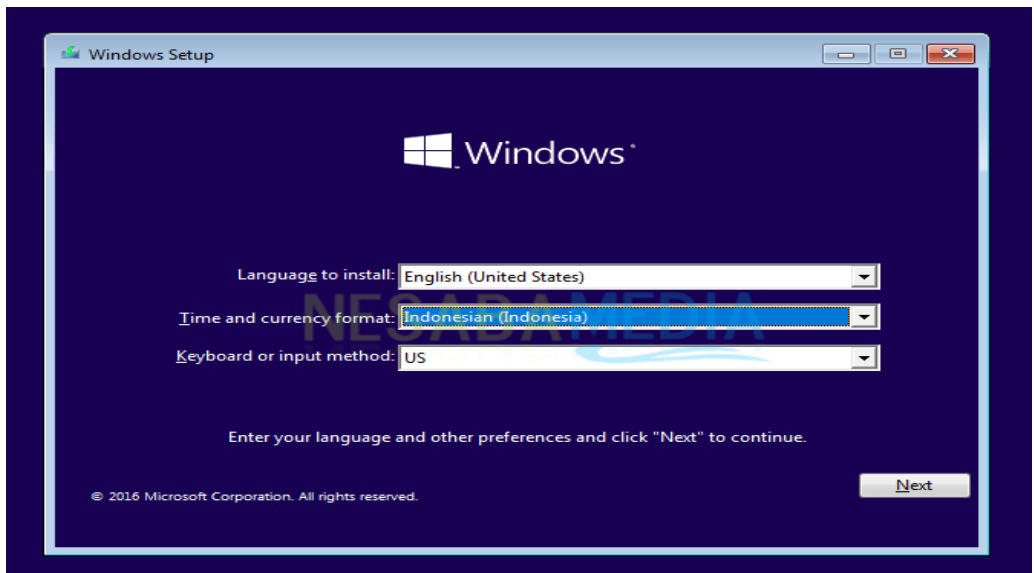 Windows Setup
Windows
Language to install: English (United States)
NESABAMEDIA
Time and currency format: Indonesian (Indonesia)
Keyboard or input method: US
Enter your language and other preferences and click "Next" to continue.
Next
© 2016 Microsoft Corporation. All rights reserved.